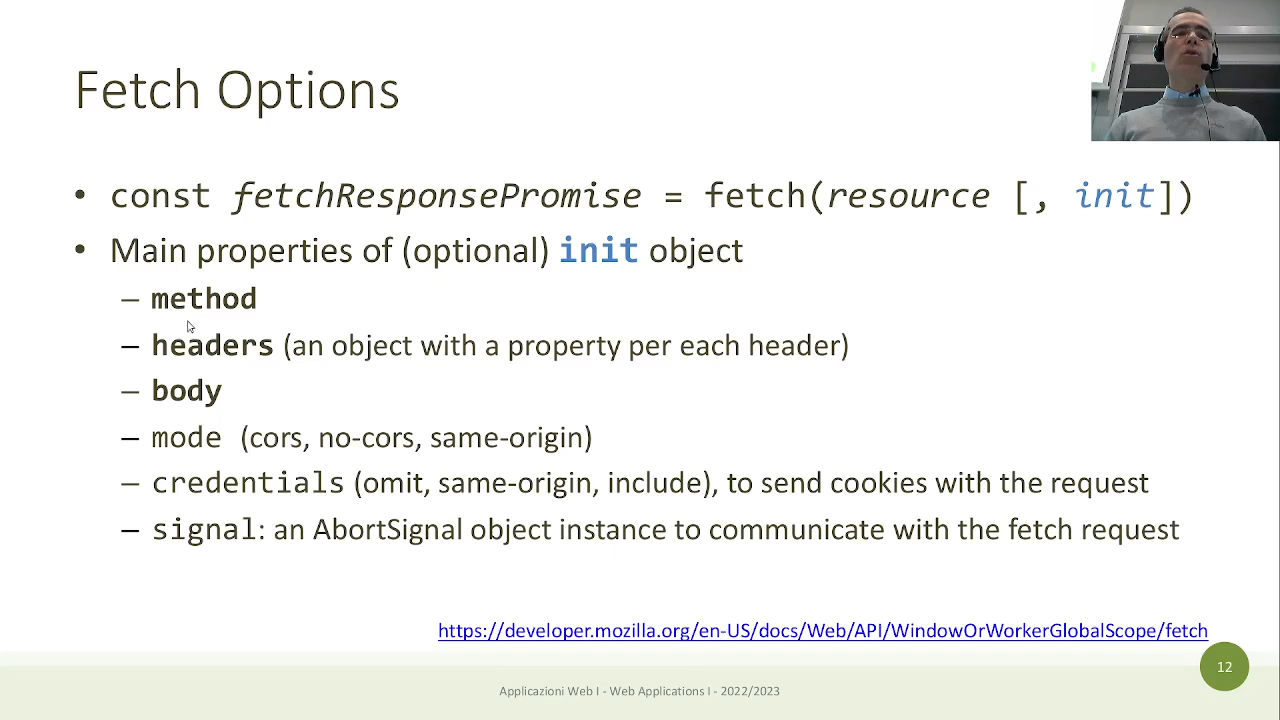 Fetch Options
• const fetchResponsePromise = fetch(resource [, init])
• Main properties of (optional) init object
– method
– headers (an object with a property per each header)
– body
– mode (cors, no-cors, same-origin)
– credentials (omit, same-origin, include), to send cookies with the request
– signal: an AbortSignal object instance to communicate with the fetch request
https://developer.mozilla.org/en-US/docs/Web/API/WindowOrWorkerGlobalScope/fetch
12
Applicazioni Web I - Web Applications I - 2022/2023